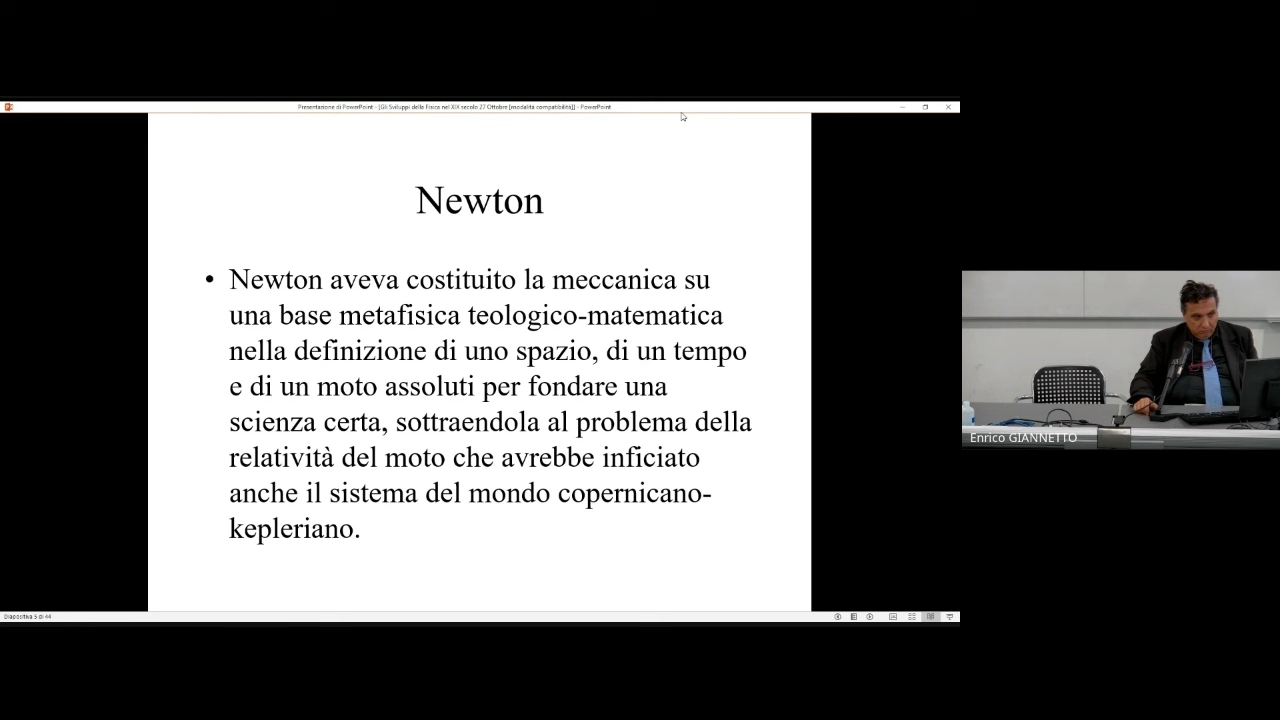 Presentazione di PowerPoint - [Gli Sviluppi della Fisica nel XIX secolo 27 Ottobre [modalità compatibilità]] - PowerPoint
Newton
• Newton aveva costituito la meccanica su
una base metafisica teologico-matematica
nella definizione di uno spazio, di un tempo
e di un moto assoluti per fondare una
scienza certa, sottraendola al problema della
relatività del moto che avrebbe inficiato
anche il sistema del mondo copernicano-
kepleriano.
Enrico GIANNETTO
Diapositiva 5 di 44